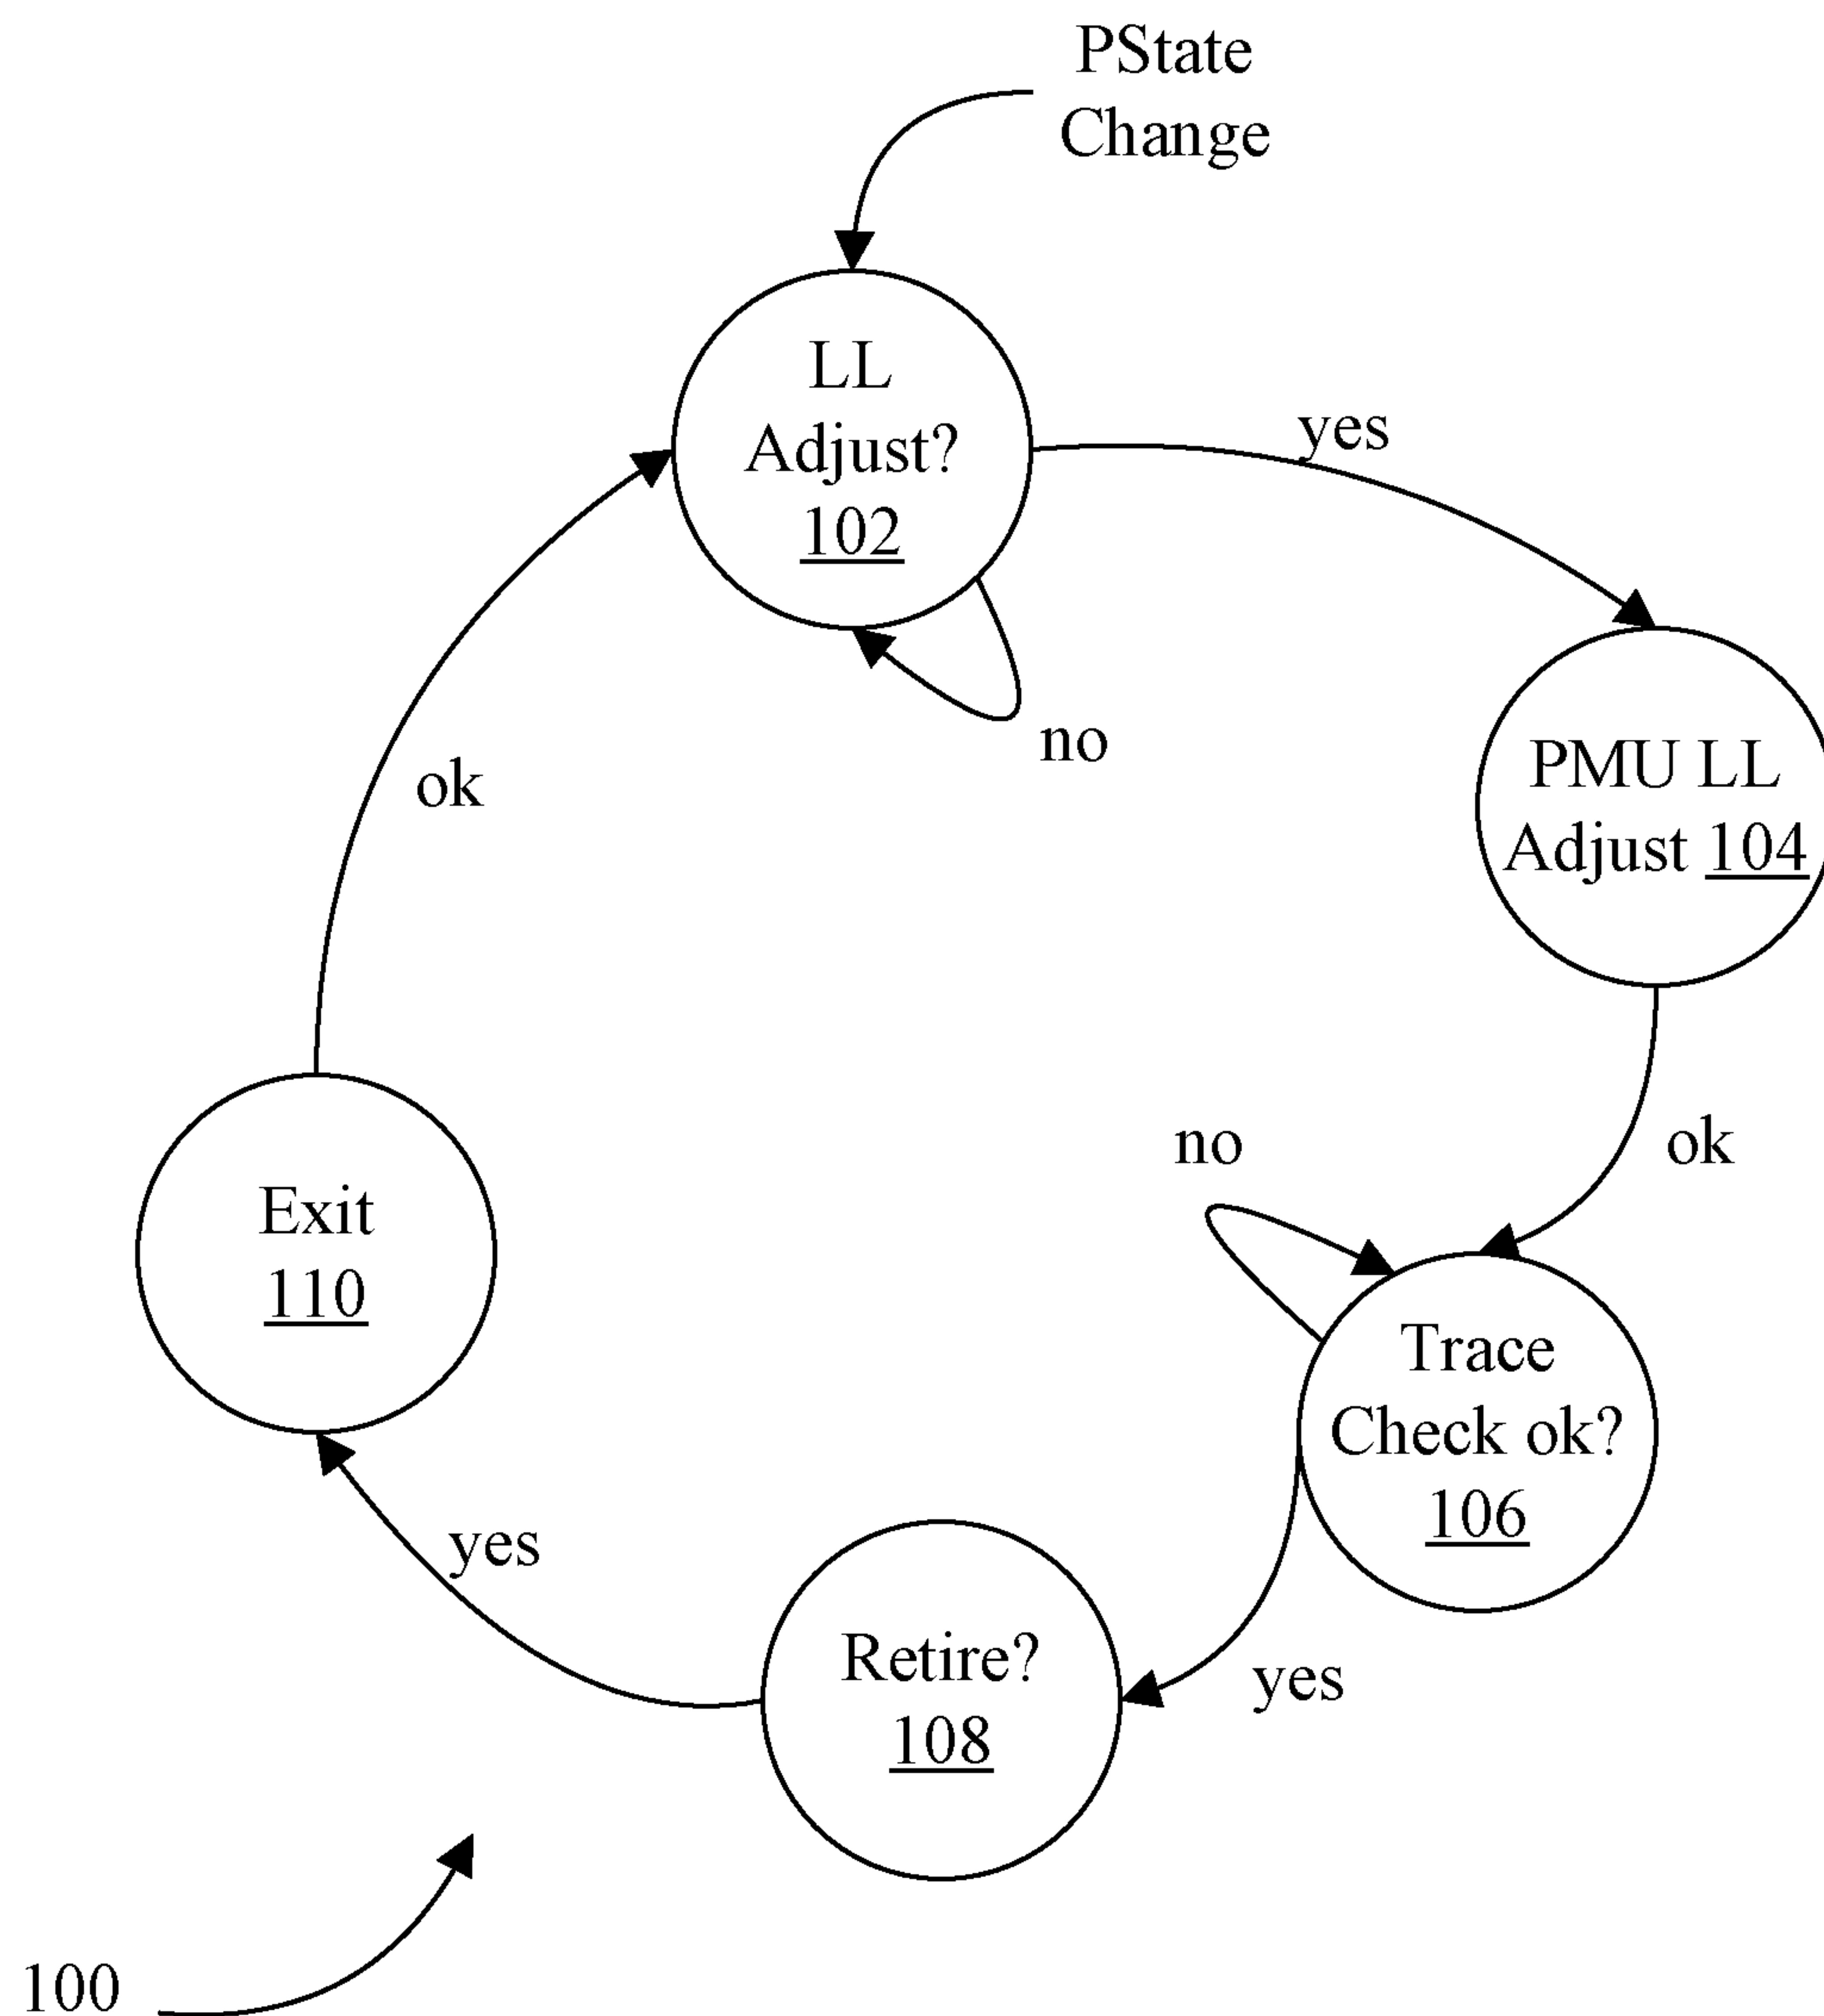 PState
Change
LL
Adjust?
102
yes
no
PMU LL
Adjust 104
ok
ok
no
Exit
110
Trace
Check ok?
106
yes
Retire?
108
yes
100